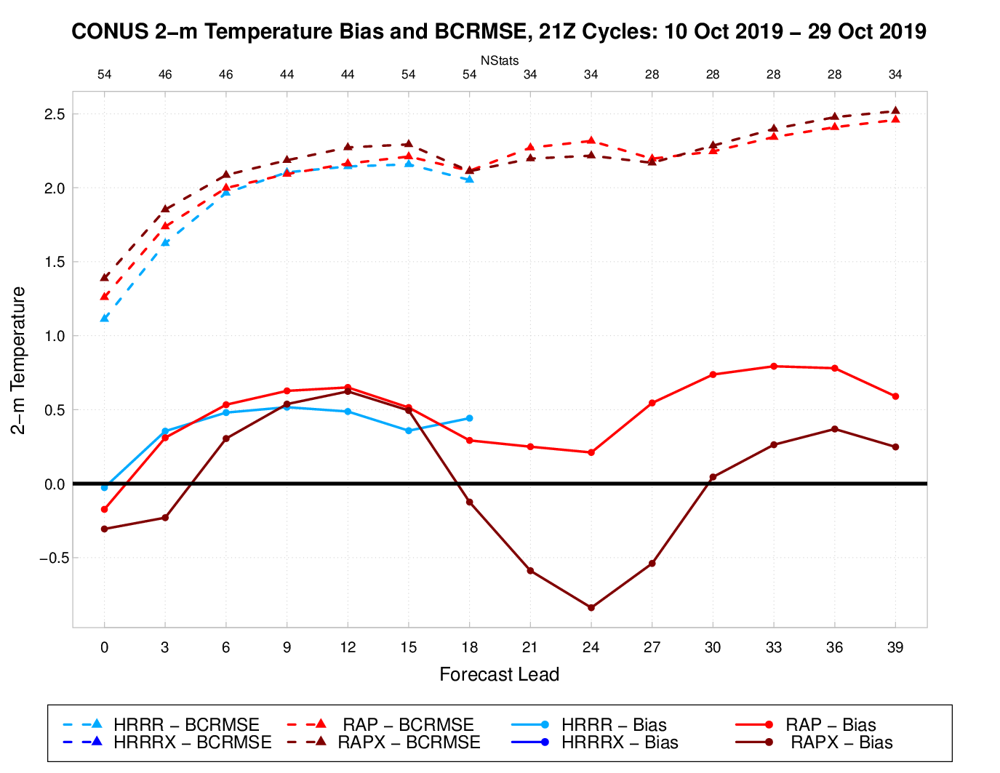 CONUS 2−m Temperature Bias and BCRMSE, 21Z Cycles: 10 Oct 2019 − 29 Oct 2019
NStats
54 46 46 44 44 54 54 34 34 28 28 28 28 34
2.5
2.0
1.5
1.0
0.5
0.0
−0.5
2−m Temperature
0 3 6 9 12 15 18 21 24 27 30 33 36 39
Forecast Lead
HRRR − BCRMSE RAP − BCRMSE HRRR − Bias RAP − Bias
HRRRX − BCRMSE RAPX − BCRMSE HRRRX − Bias RAPX − Bias